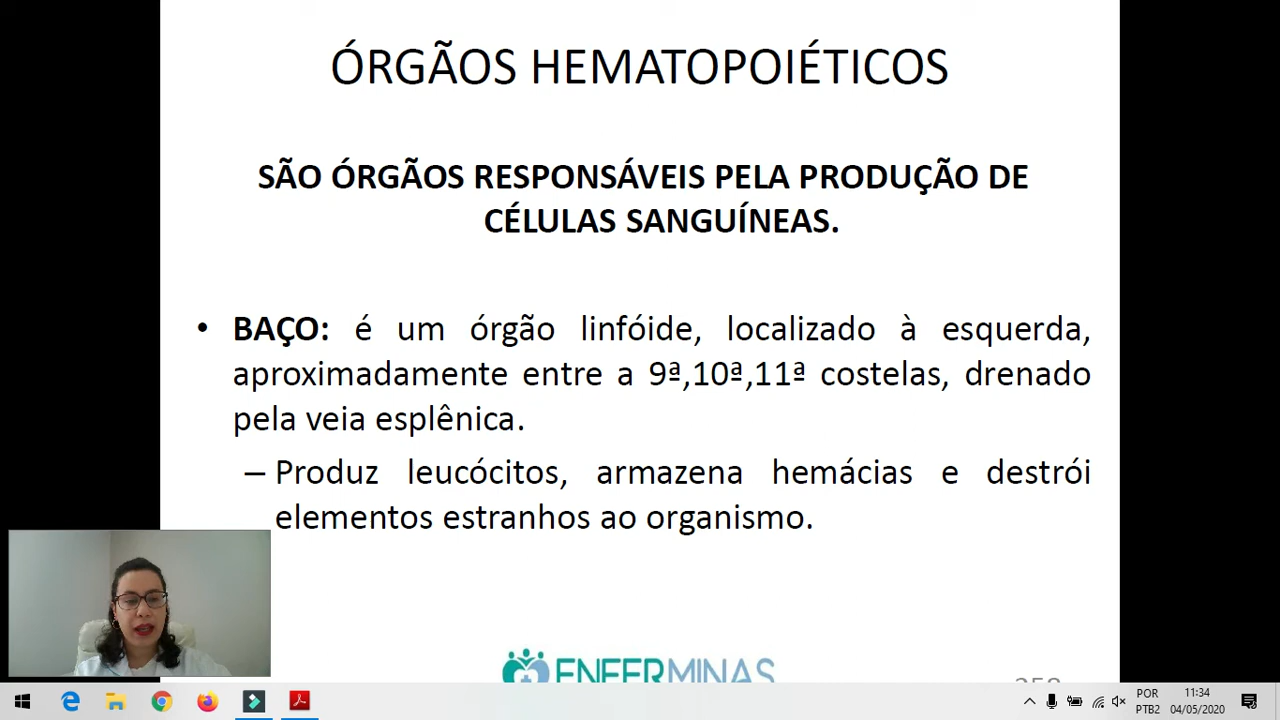 ÓRGÃOS HEMATOPOIÉTICOS
SÃO ÓRGÃOS RESPONSÁVEIS PELA PRODUÇÃO DE
CÉLULAS SANGUÍNEAS.
• BAÇO: é um órgão linfóide, localizado à esquerda,
aproximadamente entre a 9ª,10ª,11ª costelas, drenado
pela veia esplênica.
– Produz leucócitos, armazena hemácias e destrói
elementos estranhos ao organismo.
ENFERMINAS
POR
PTB2
11:34
04/05/2020